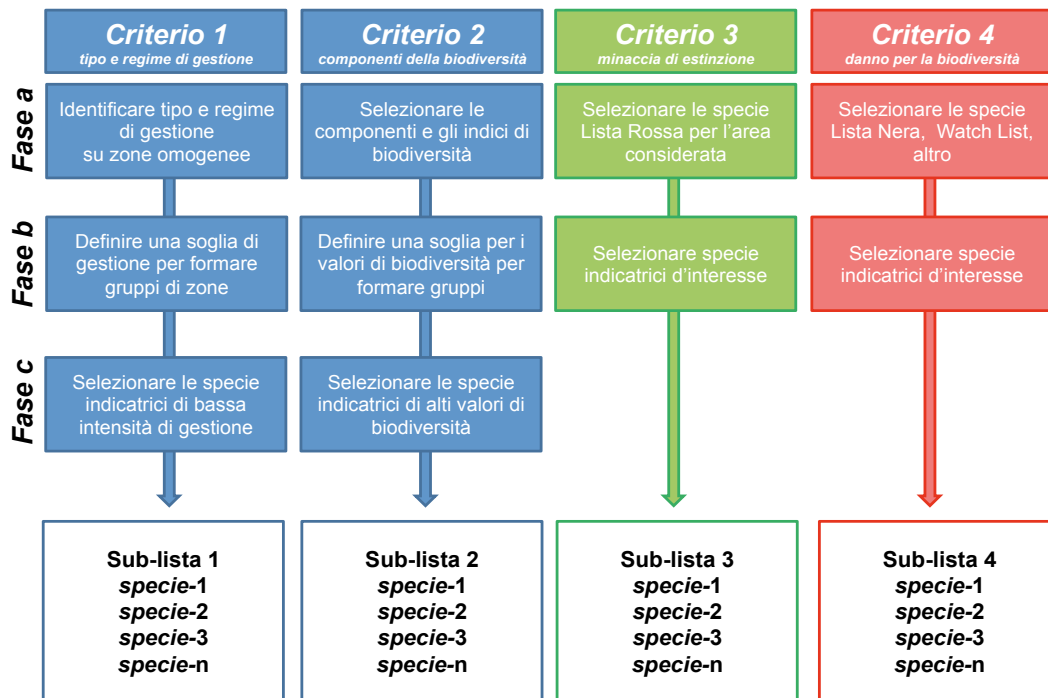 Criterio 1
tipo e regime di gestione
Criterio 2
componenti della biodiversità
Criterio 3
minaccia di estinzione
Criterio 4
danno per la biodiversità
Fase a
Identificare tipo e regime
di gestione
su zone omogenee
Selezionare le
componenti e gli indici di
biodiversità
Selezionare le specie
Lista Rossa per l'area
considerata
Selezionare le specie
Lista Nera, Watch List,
altro
Fase b
Definire una soglia di
gestione per formare
gruppi di zone
Definire una soglia per i
valori di biodiversità per
formare gruppi
Selezionare specie
indicatrici d'interesse
Selezionare specie
indicatrici d'interesse
Fase c
Selezionare le specie
indicatrici di bassa
intensità di gestione
Selezionare le specie
indicatrici di alti valori di
biodiversità
Sub-lista 1
specie-1
specie-2
specie-3
specie-n
Sub-lista 2
specie-1
specie-2
specie-3
specie-n
Sub-lista 3
specie-1
specie-2
specie-3
specie-n
Sub-lista 4
specie-1
specie-2
specie-3
specie-n